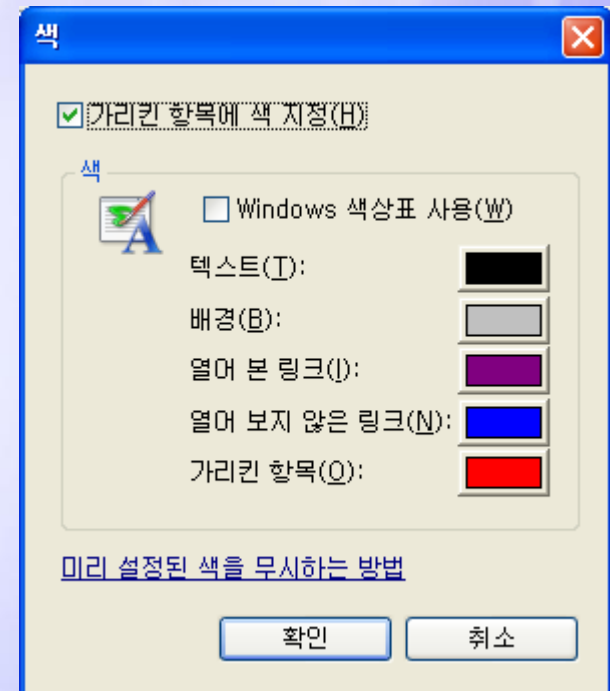 색
가리킨 항목에 색 지정(H)
색
Windows 색상표 사용(W)
텍스트(T):
배경(B):
열어 본 링크(I):
열어 보지 않은 링크(N):
가리킨 항목(O):
미리 설정된 색을 무시하는 방법
확인 취소